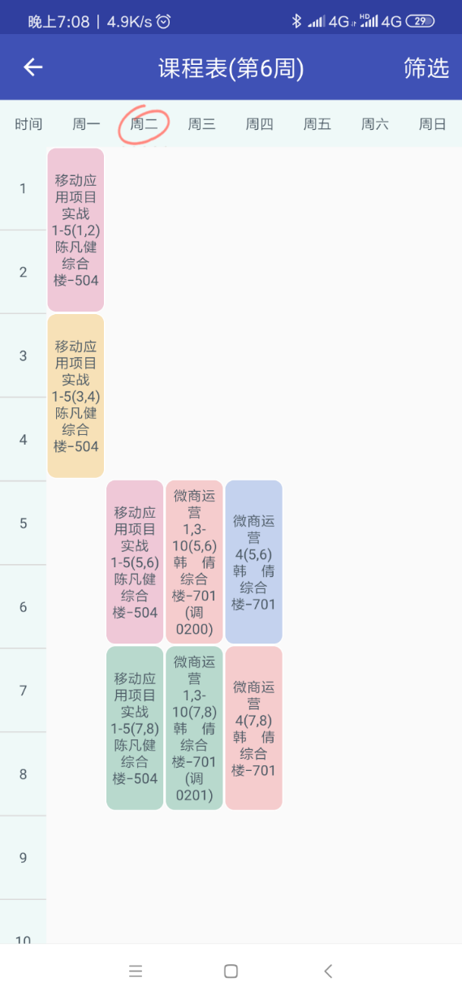 晚上7:08 | 4.9K/s 4G HD 4G 29
课程表(第6周) 筛选
时间 周一 周二 周三 周四 周五 周六 周日
1
2
3
4
5
6
7
8
9
10
移动应
用项目
实战
1-5(1,2)
陈凡健
综合
楼-504
移动应
用项目
实战
1-5(3,4)
陈凡健
综合
楼-504
移动应
用项目
实战
1-5(5,6)
陈凡健
综合
楼-504
移动应
用项目
实战
1-5(7,8)
陈凡健
综合
楼-504
微商运
营
1,3-
10(5,6)
韩 倩
综合
楼-701
(调
0200)
微商运
营
1,3-
10(7,8)
韩 倩
综合
楼-701
(调
0201)
微商运
营
4(5,6)
韩 倩
综合
楼-701
微商运
营
4(7,8)
韩 倩
综合
楼-701